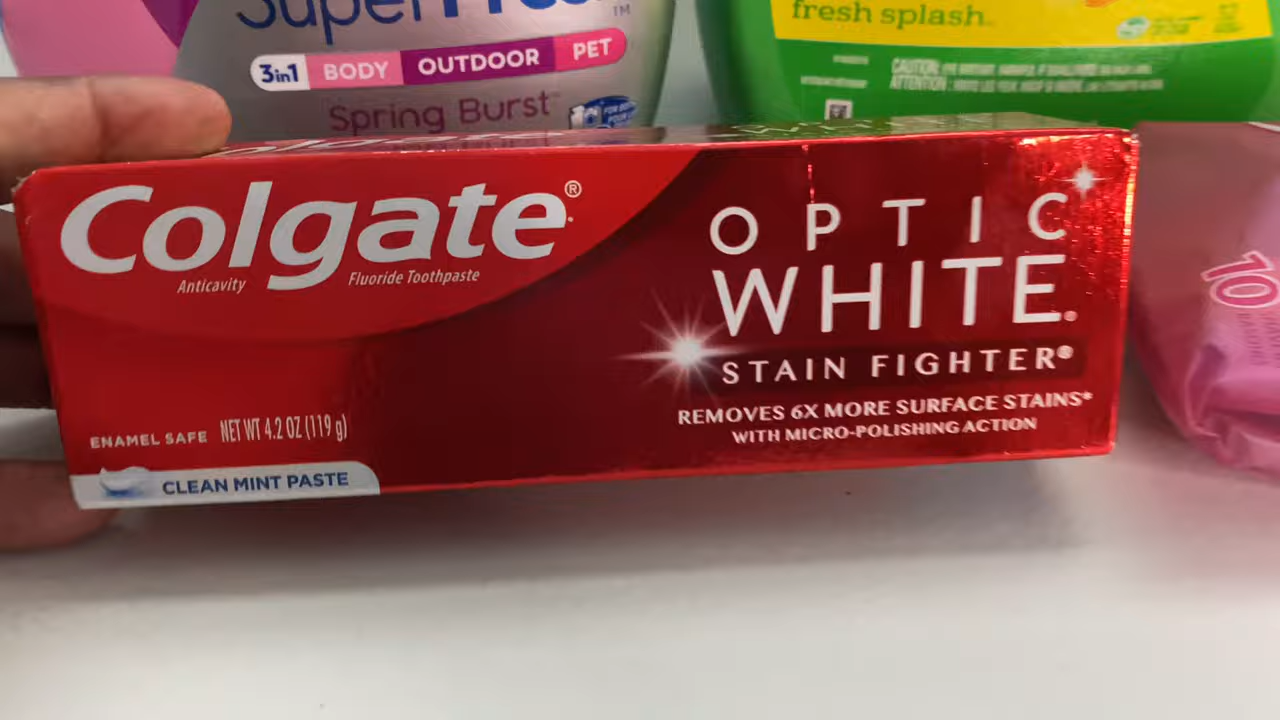 Super
TM
3in1 BODY OUTDOOR PET
Spring Burst
fresh splash
CAUTION:
ATTENTION:
Colgate®
Anticavity Fluoride Toothpaste
OPTIC
WHITE®
STAIN FIGHTER®
REMOVES 6X MORE SURFACE STAINS*
WITH MICRO-POLISHING ACTION
ENAMEL SAFE NET WT 4.2 OZ (119 g)
CLEAN MINT PASTE
10